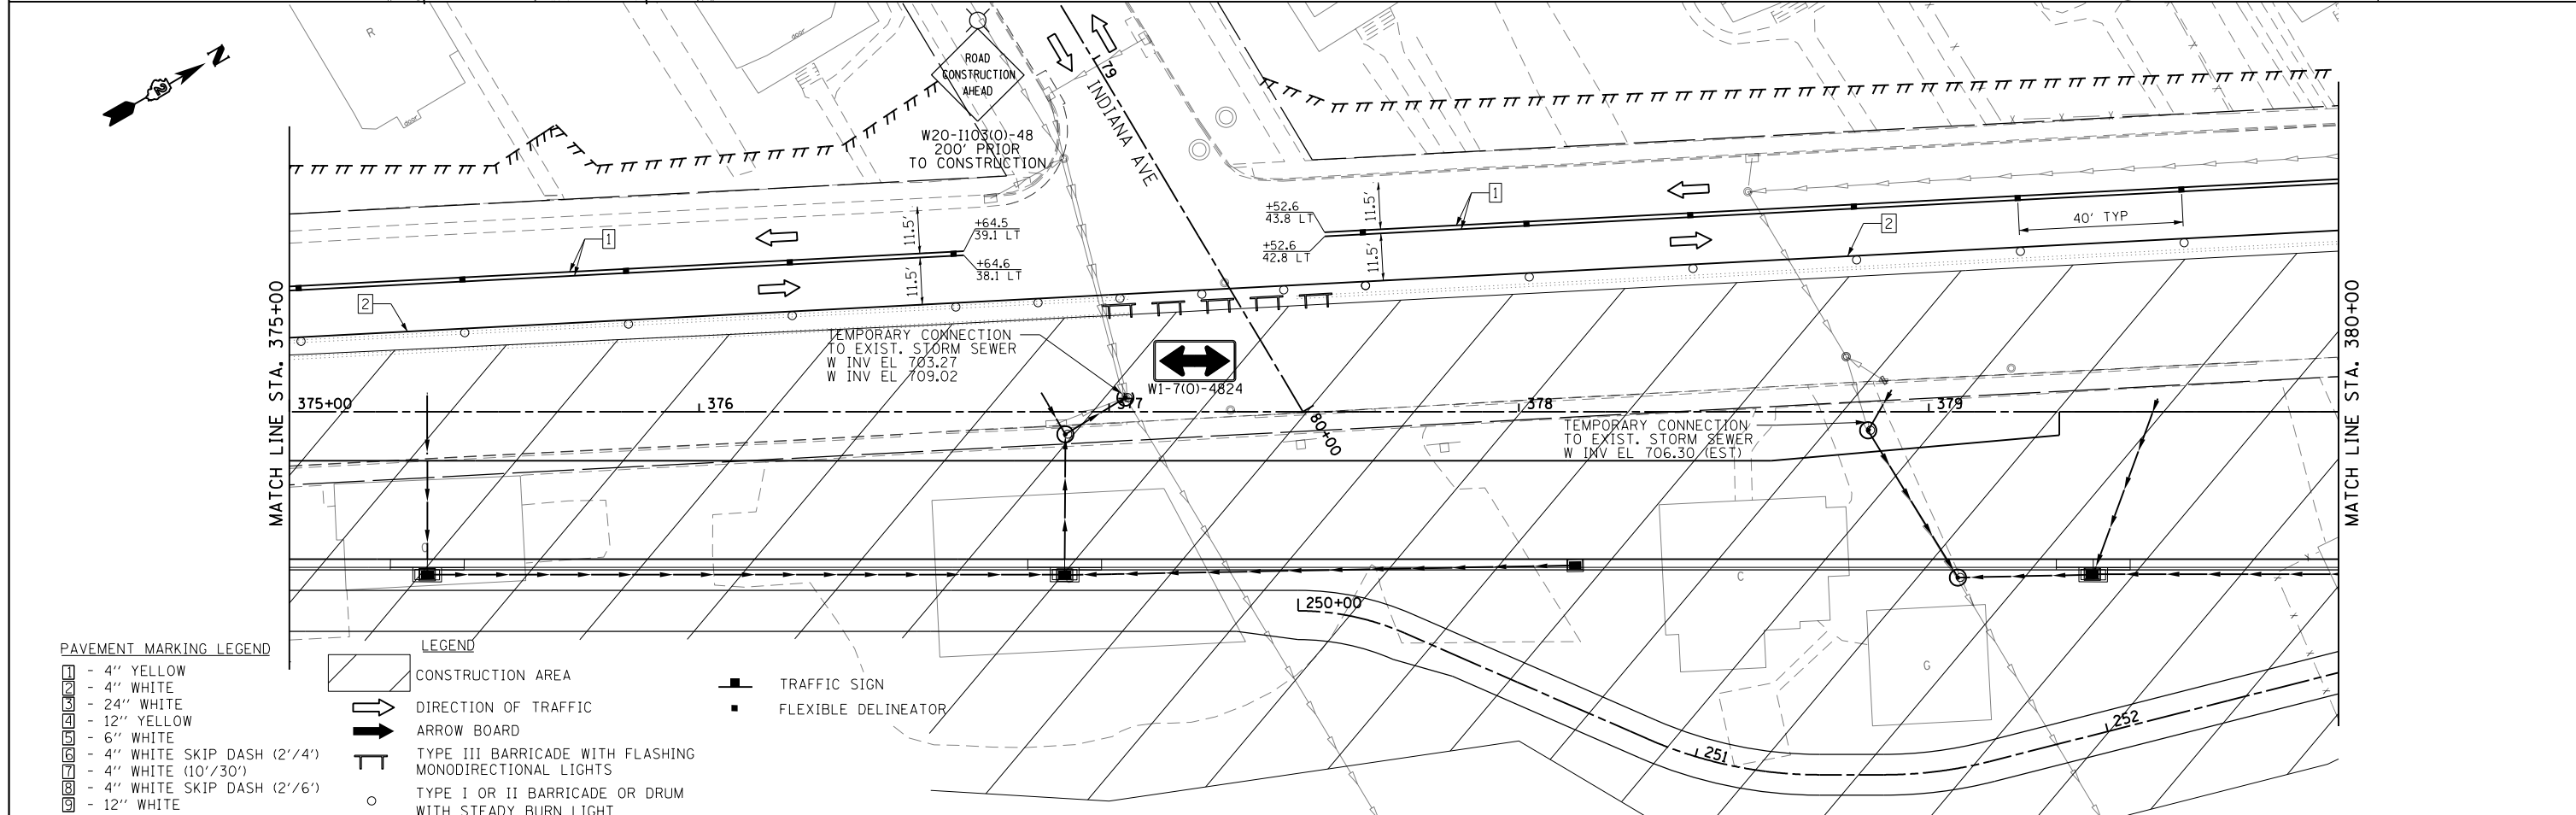 N
R
door
door
door
ROAD
CONSTRUCTION
AHEAD
W20-I103(O)-48
200' PRIOR
TO CONSTRUCTION
79
INDIANA AVE
MATCH LINE STA. 375+00
1
2
11.5'
11.5'
+64.5
39.1 LT
+64.6
38.1 LT
+52.6
43.8 LT
+52.6
42.8 LT
11.5'
11.5'
1
2
40' TYP
MATCH LINE STA. 380+00
TEMPORARY CONNECTION
TO EXIST. STORM SEWER
W INV EL 703.27
W INV EL 709.02
W1-7(O)-4824
375+00
376
377
378
379
80+00
TEMPORARY CONNECTION
TO EXIST. STORM SEWER
W INV EL 706.30 (EST)
C
G
250+00
251
252
PAVEMENT MARKING LEGEND
1 - 4'' YELLOW
2 - 4'' WHITE
3 - 24'' WHITE
4 - 12'' YELLOW
5 - 6'' WHITE
6 - 4'' WHITE SKIP DASH (2'/4')
7 - 4'' WHITE (10'/30')
8 - 4'' WHITE SKIP DASH (2'/6')
9 - 12'' WHITE
LEGEND
CONSTRUCTION AREA
DIRECTION OF TRAFFIC
ARROW BOARD
TYPE III BARRICADE WITH FLASHING
MONODIRECTIONAL LIGHTS
TYPE I OR II BARRICADE OR DRUM
WITH STEADY BURN LIGHT
TRAFFIC SIGN
FLEXIBLE DELINEATOR